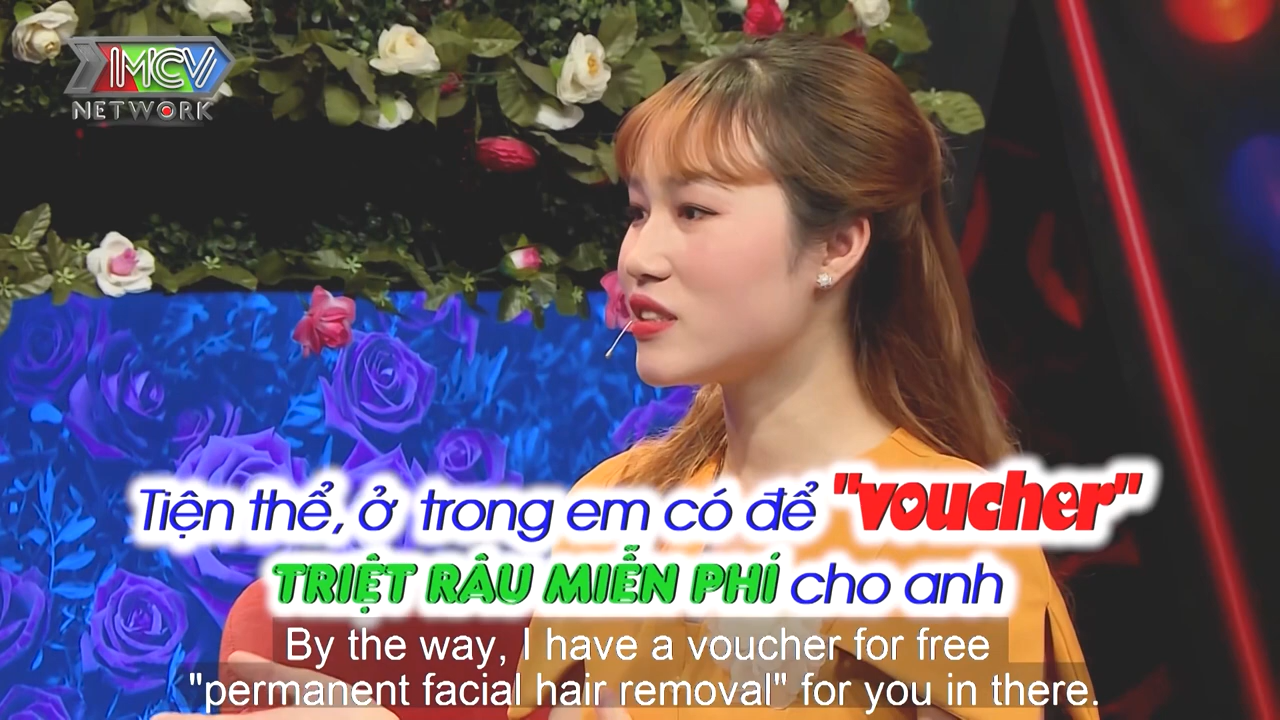 MCV
NETWORK
Tiện thể, ở trong em có để "voucher"
TRIỆT RÂU MIỄN PHÍ cho anh
By the way, I have a voucher for free
"permanent facial hair removal" for you in there.